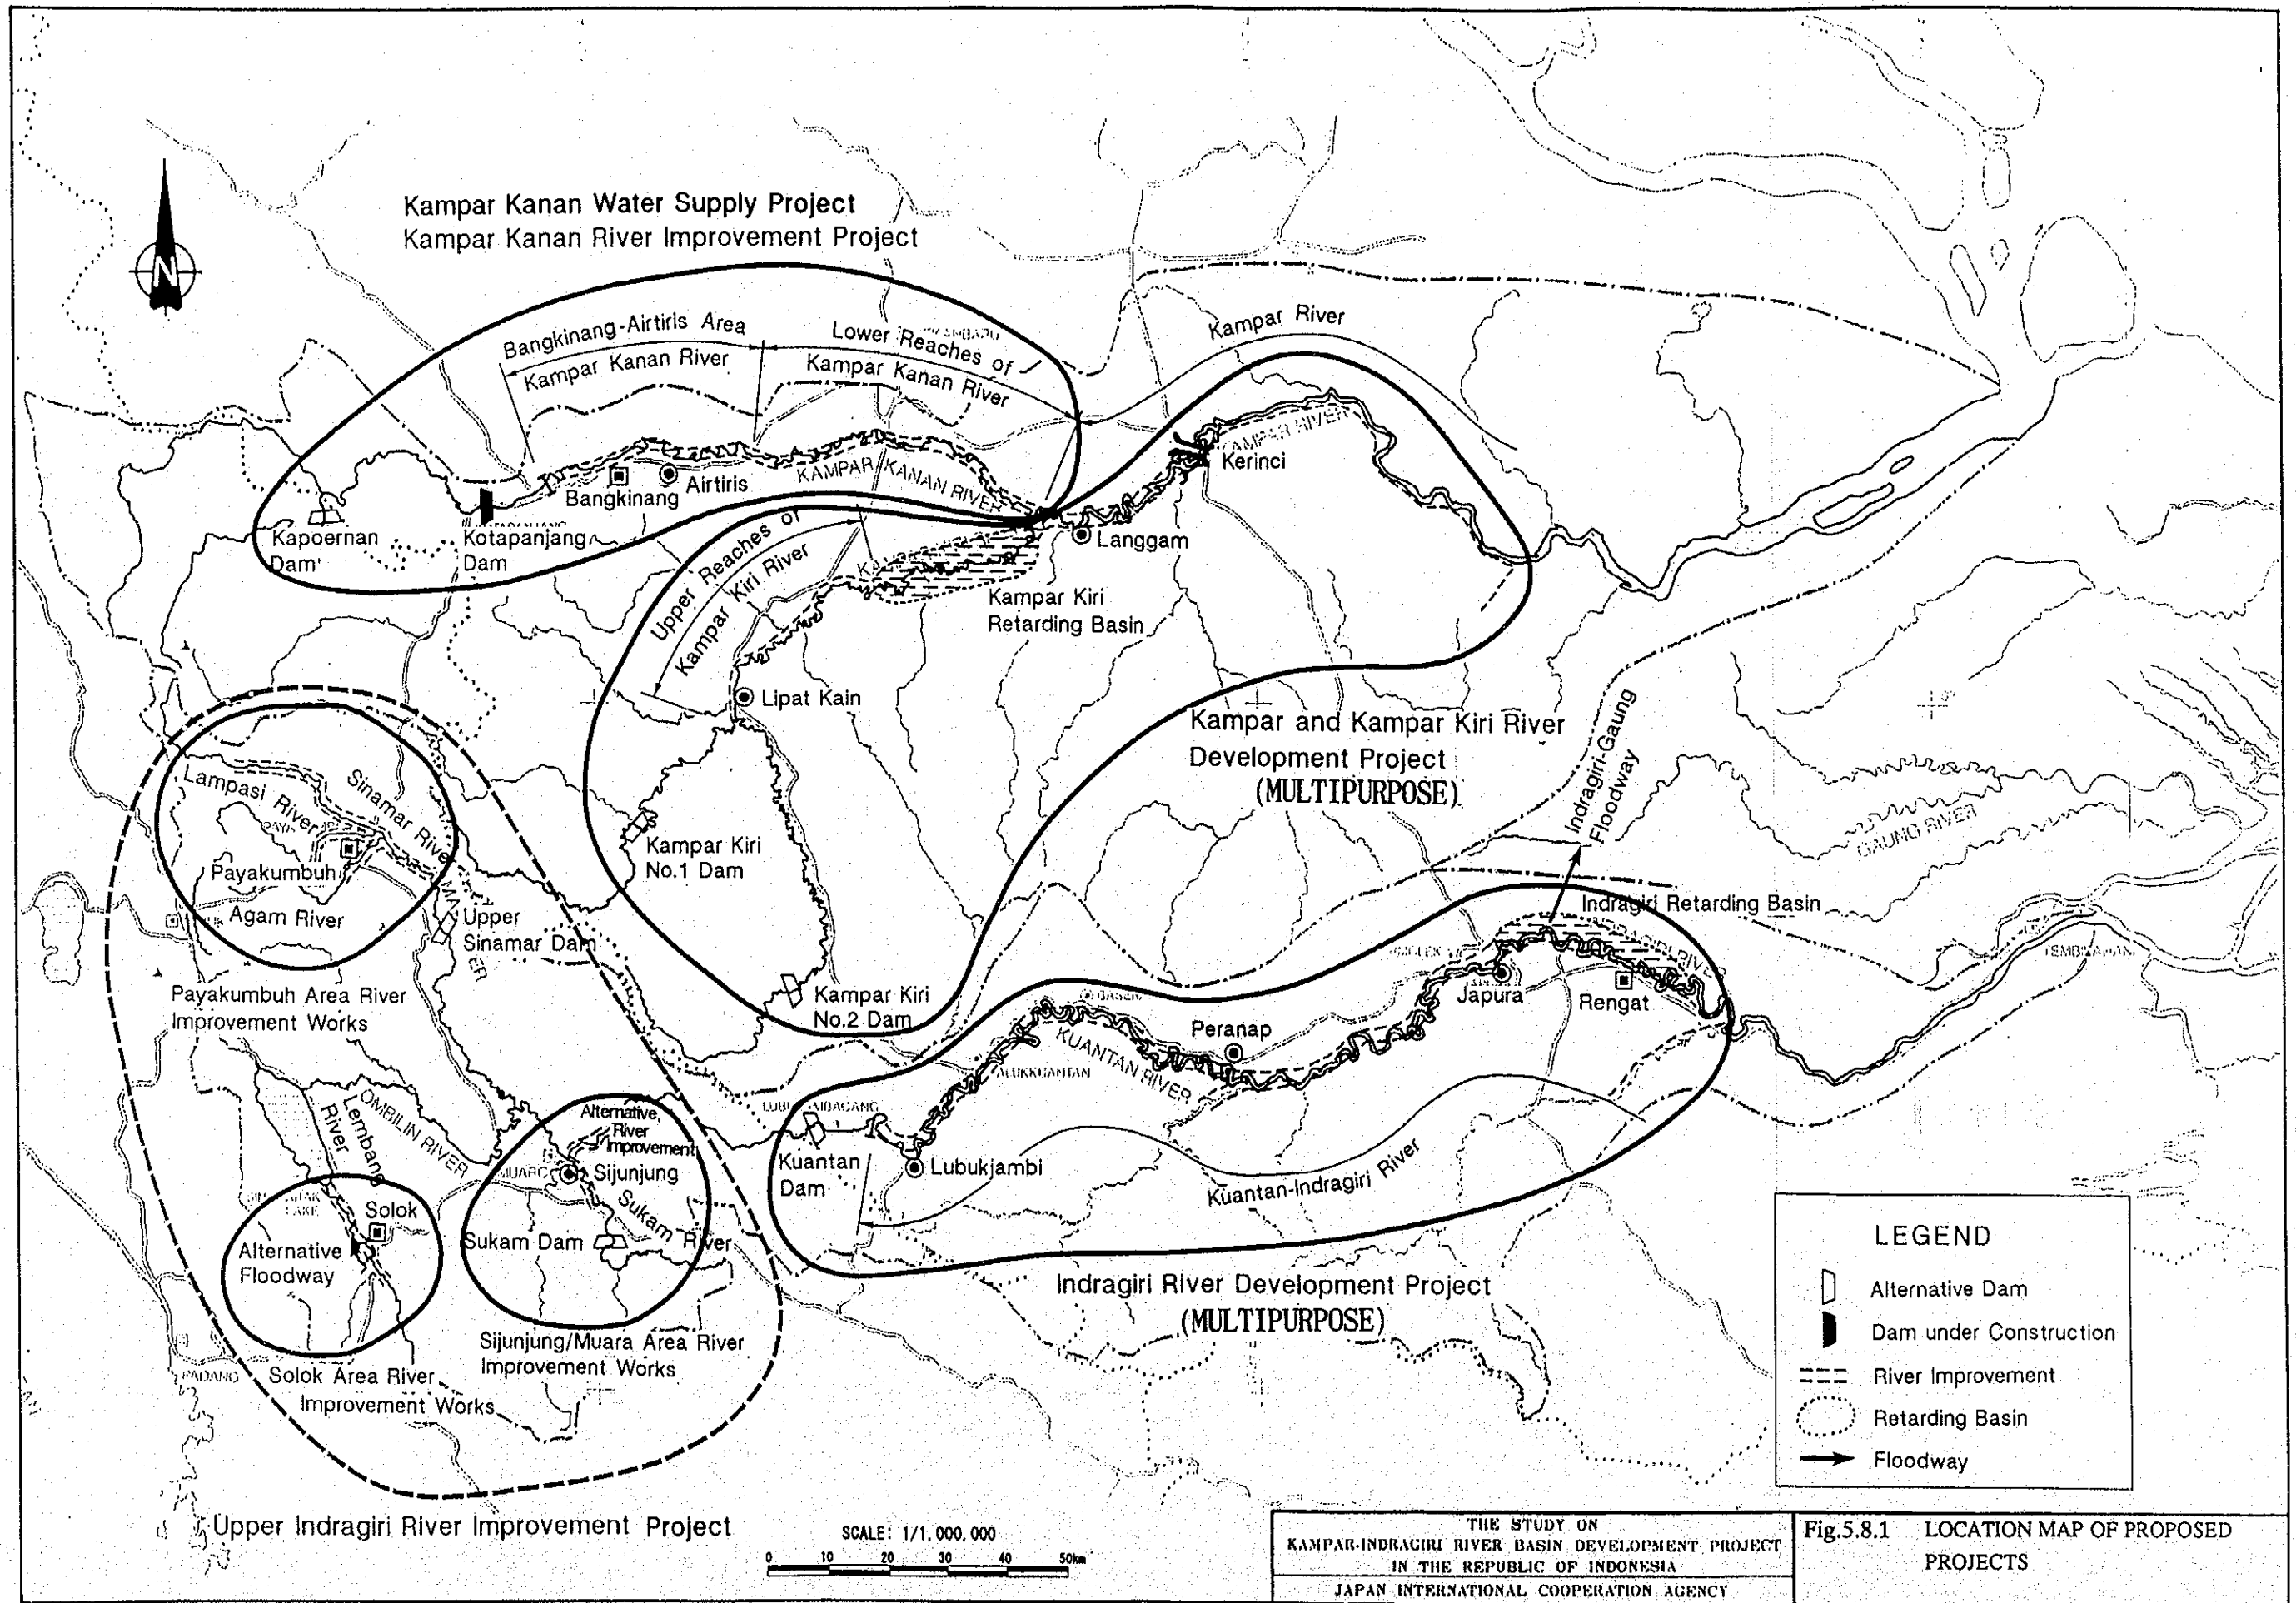 Kampar Kanan Water Supply Project
Kampar Kanan River Improvement Project
N
Bangkinang-Airtiris Area
Kampar Kanan River
Lower Reaches of
Kampar Kanan River
Kampar River
KAMPAR RIVER
Kerinci
KAMPAR KANAN RIVER
Bangkinang
Airtiris
Kapoernan
Dam
Kotapanjang
Dam
Langgam
Upper Reaches of
Kampar Kiri River
Kampar Kiri
Retarding Basin
Lipat Kain
Kampar and Kampar Kiri River
Development Project
(MULTIPURPOSE)
Indragiri-Gaung
Floodway
GAUNG RIVER
Kampar Kiri
No.1 Dam
Kampar Kiri
No.2 Dam
Lampasi River
Sinamar River
Payakumbuh
Agam River
Upper
Sinamar Dam
Payakumbuh Area River
Improvement Works
Indragiri Retarding Basin
Japura
Rengat
Peranap
KUANTAN RIVER
Kuantan
Dam
Lubukjambi
Kuantan-Indragiri River
Lembang
River
OMBILIN RIVER
Alternative
River
Improvement
Sijunjung
Sukam River
Sukam Dam
Solok
Alternative
Floodway
LAKE
PADANG
Solok Area River
Improvement Works
Sijunjung/Muara Area River
Improvement Works
Indragiri River Development Project
(MULTIPURPOSE)
Upper Indragiri River Improvement Project
SCALE: 1/1,000,000
0 10 20 30 40 50km
LEGEND
Alternative Dam
Dam under Construction
River Improvement
Retarding Basin
Floodway
THE STUDY ON
KAMPAR-INDRAGIRI RIVER BASIN DEVELOPMENT PROJECT
IN THE REPUBLIC OF INDONESIA
JAPAN INTERNATIONAL COOPERATION AGENCY
Fig.5.8.1 LOCATION MAP OF PROPOSED
PROJECTS